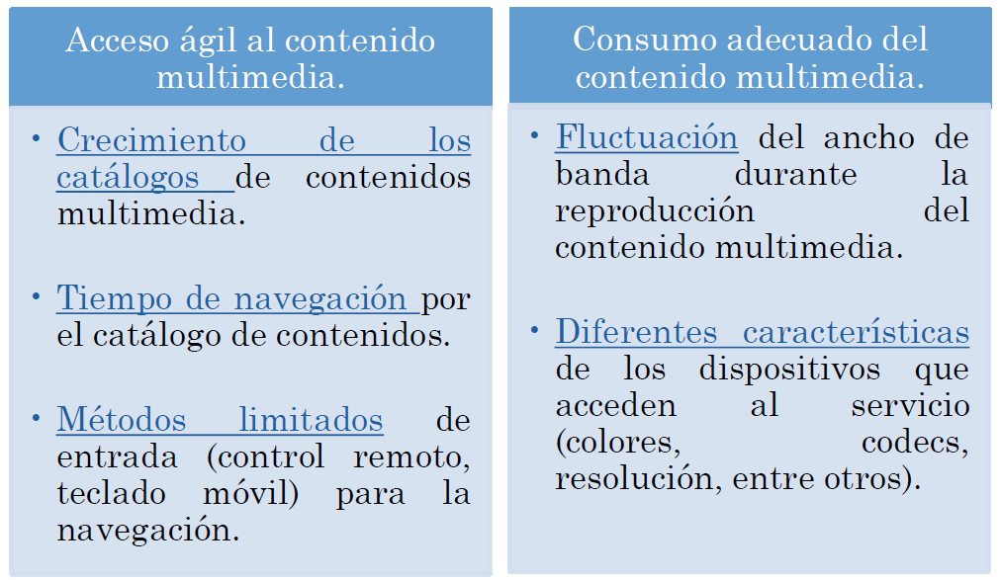 Acceso ágil al contenido
multimedia.
• Crecimiento de los
catálogos de contenidos
multimedia.
• Tiempo de navegación por
el catálogo de contenidos.
• Métodos limitados de
entrada (control remoto,
teclado móvil) para la
navegación.
Consumo adecuado del
contenido multimedia.
• Fluctuación del ancho de
banda durante la
reproducción del
contenido multimedia.
• Diferentes características
de los dispositivos que
acceden al servicio
(colores, codecs,
resolución, entre otros).